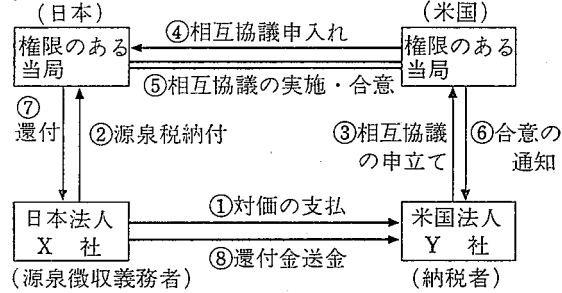 （日本）
（米国）
権限のある
当局
④相互協議申入れ
⑤相互協議の実施・合意
権限のある
当局
⑦
還付
②源泉税納付
③相互協議
の申立て
⑥合意の
通知
日本法人
X 社
①対価の支払
⑧還付金送金
米国法人
Y 社
（源泉徴収義務者）
（納税者）